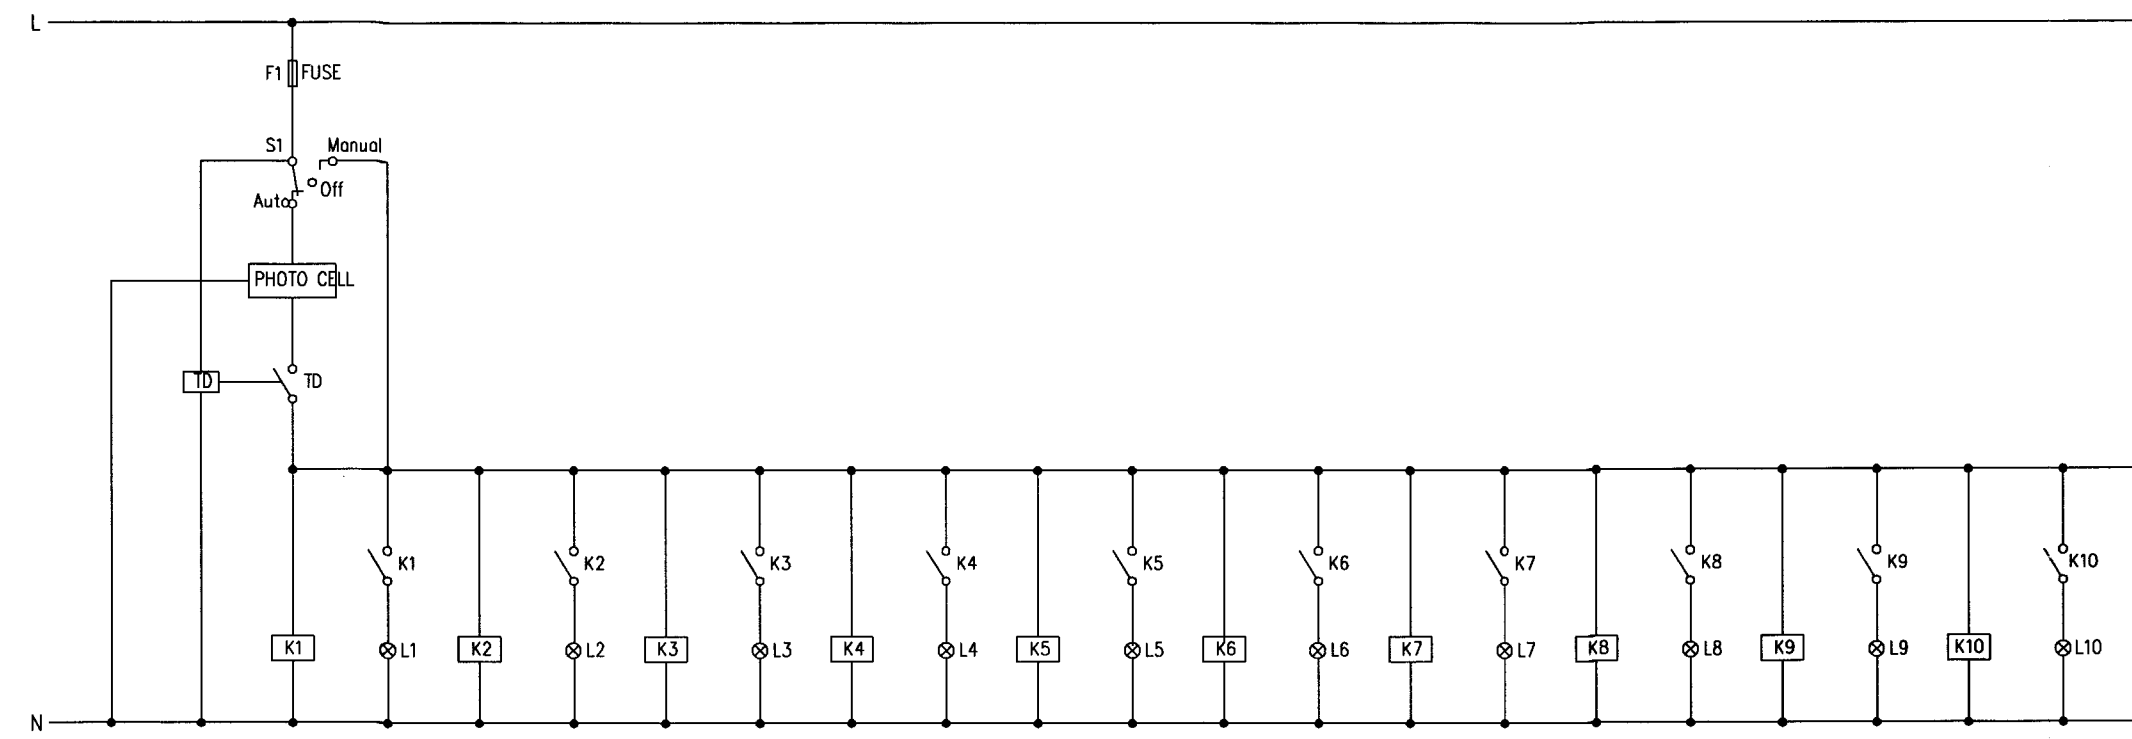 L
F1 FUSE
S1 Manual
Off
Auto
PHOTO CELL
TD TD
K1 K2 K3 K4 K5 K6 K7 K8 K9 K10
K1 L1 K2 L2 K3 L3 K4 L4 K5 L5 K6 L6 K7 L7 K8 L8 K9 L9 K10 L10
N